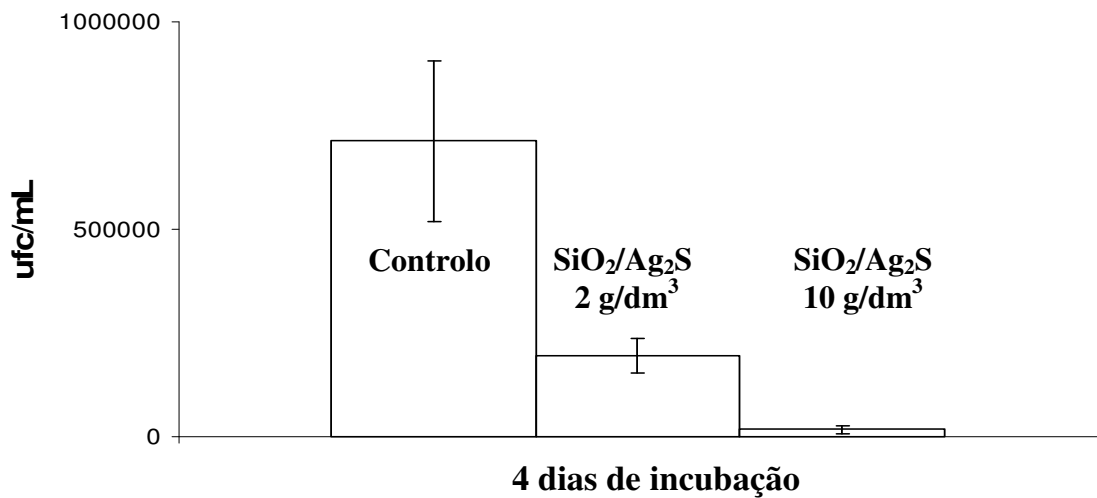 1000000
500000
0
ufc/mL
Controlo
SiO₂/Ag₂S
2 g/dm³
SiO₂/Ag₂S
10 g/dm³
4 dias de incubação